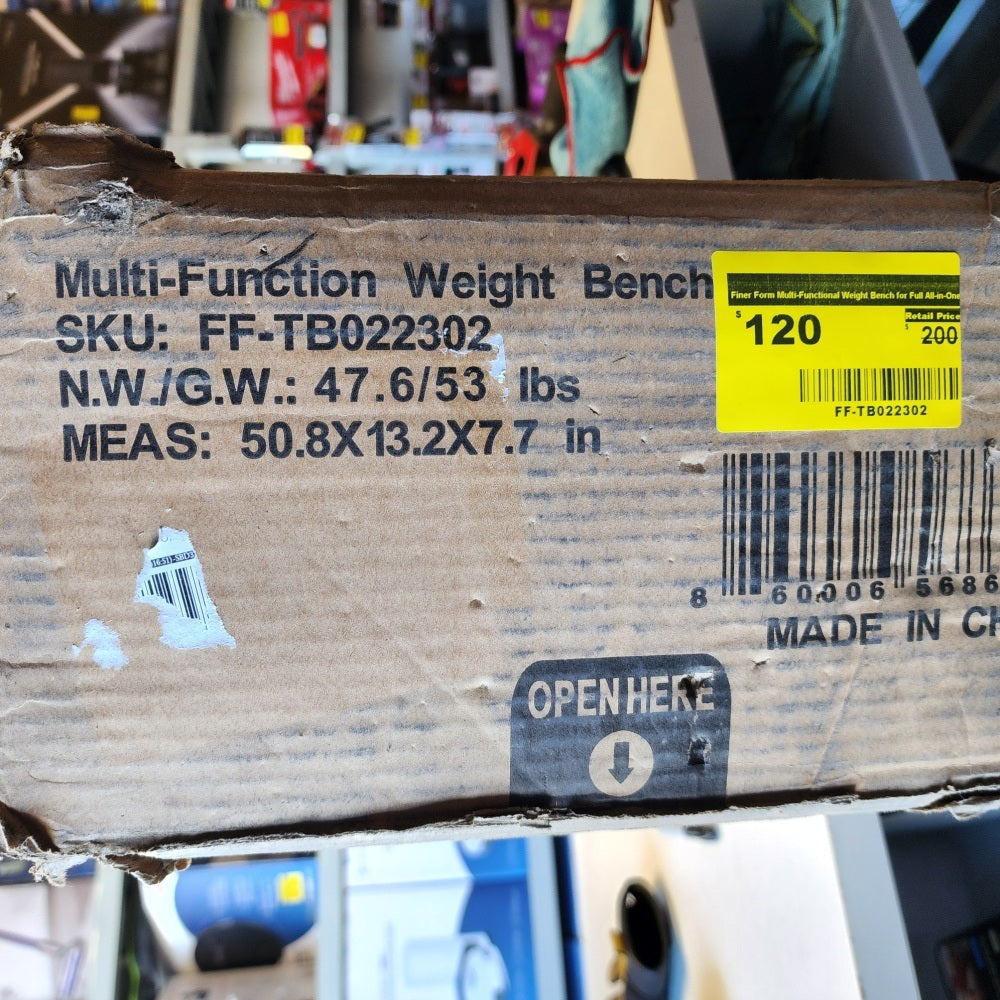 Multi-Function Weight Bench
SKU: FF-TB022302
N.W./G.W.: 47.6/53 lbs
MEAS: 50.8X13.2X7.7 in
Finer Form Multi-Functional Weight Bench for Full All-in-One
$120
Retail Price
$200
FF-TB022302
8 60006 5686
MADE IN CH
OPEN HERE